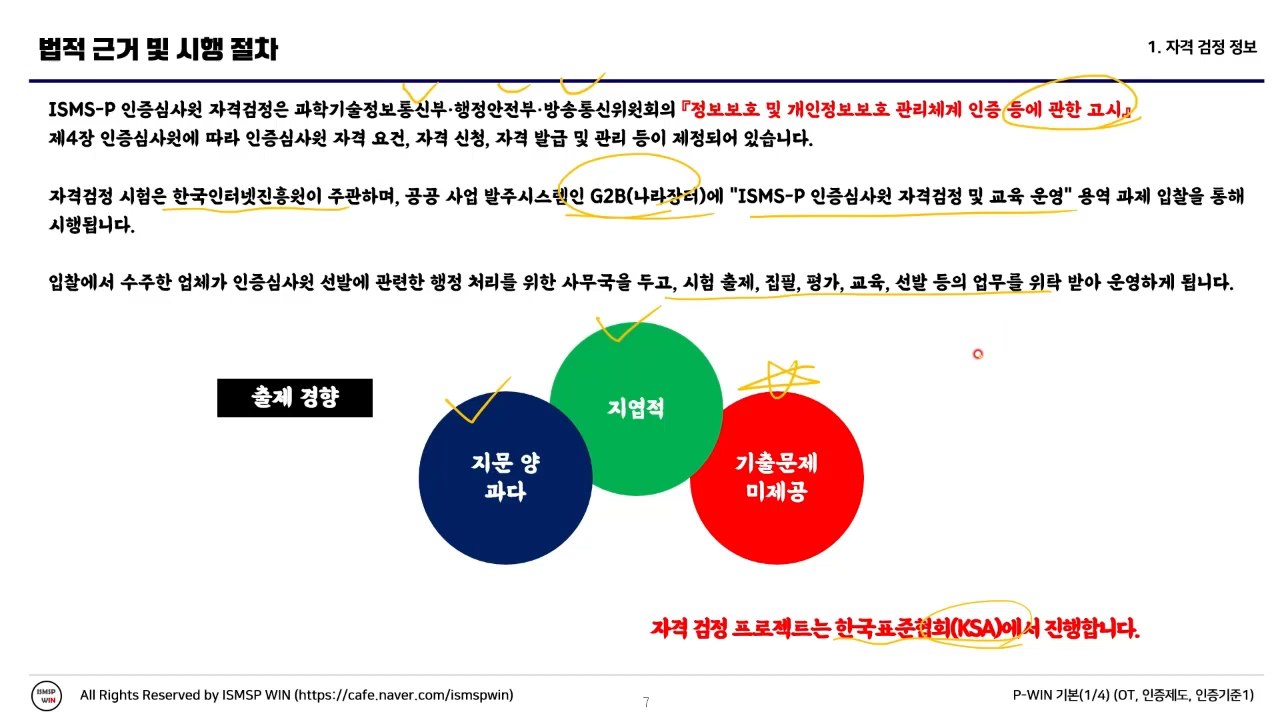 법적 근거 및 시행 절차
1. 자격 검정 정보
ISMS-P 인증심사원 자격검정은 과학기술정보통신부·행정안전부·방송통신위원회의 『정보보호 및 개인정보보호 관리체계 인증 등에 관한 고시』
제4장 인증심사원에 따라 인증심사원 자격 요건, 자격 신청, 자격 발급 및 관리 등이 제정되어 있습니다.
자격검정 시험은 한국인터넷진흥원이 주관하며, 공공 사업 발주시스템인 G2B(나라장터)에 "ISMS-P 인증심사원 자격검정 및 교육 운영" 용역 과제 입찰을 통해
시행됩니다.
입찰에서 수주한 업체가 인증심사원 선발에 관련한 행정 처리를 위한 사무국을 두고, 시험 출제, 집필, 평가, 교육, 선발 등의 업무를 위탁 받아 운영하게 됩니다.
출제 경향
지엽적
지문 양
과다
기출문제
미제공
자격 검정 프로젝트는 한국표준협회(KSA)에서 진행합니다.
ISMSP
WIN
All Rights Reserved by ISMSP WIN (https://cafe.naver.com/ismspwin)
7
P-WIN 기본(1/4) (OT, 인증제도, 인증기준1)